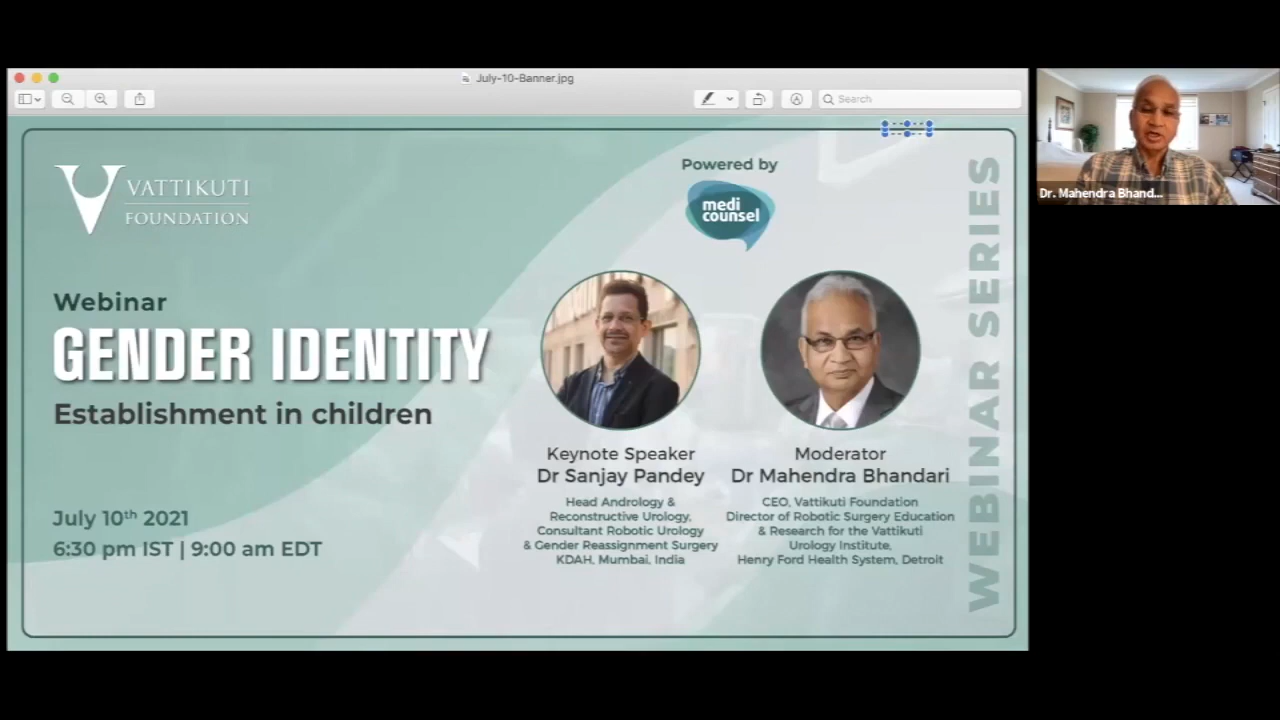 July-10-Banner.jpg
Search
VATTIKUTI
FOUNDATION
Powered by
medi
counsel
Webinar
GENDER IDENTITY
Establishment in children
July 10th 2021
6:30 pm IST | 9:00 am EDT
Keynote Speaker
Dr Sanjay Pandey
Head Andrology &
Reconstructive Urology,
Consultant Robotic Urology
& Gender Reassignment Surgery
KDAH, Mumbai, India
Moderator
Dr Mahendra Bhandari
CEO, Vattikuti Foundation
Director of Robotic Surgery Education
& Research for the Vattikuti
Urology Institute,
Henry Ford Health System, Detroit
WEBINAR SERIES
Dr. Mahendra Bhand...